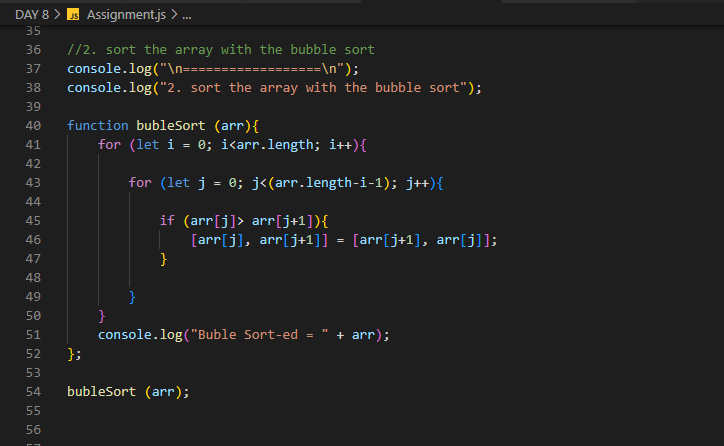 DAY 8 > JS Assignment.js > ...
35
36 //2. sort the array with the bubble sort
37 console.log("\n==================\n");
38 console.log("2. sort the array with the bubble sort");
39
40 function bubleSort (arr){
41 for (let i = 0; i<arr.length; i++){
42
43 for (let j = 0; j<(arr.length-i-1); j++){
44
45 if (arr[j]> arr[j+1]){
46 [arr[j], arr[j+1]] = [arr[j+1], arr[j]];
47 }
48
49 }
50 }
51 console.log("Buble Sort-ed = " + arr);
52 };
53
54 bubleSort (arr);
55
56